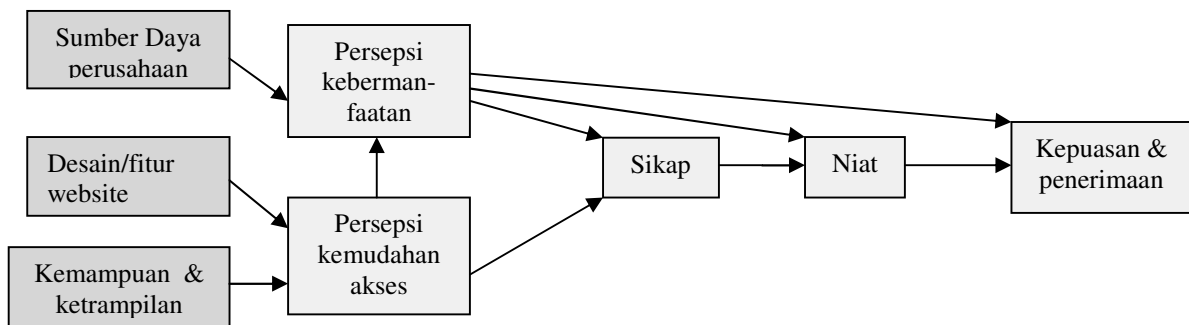 Sumber Daya
perusahaan
Persepsi
keberman-
faatan
Desain/fitur
website
Persepsi
kemudahan
akses
Kemampuan &
ketrampilan
Sikap
Niat
Kepuasan &
penerimaan